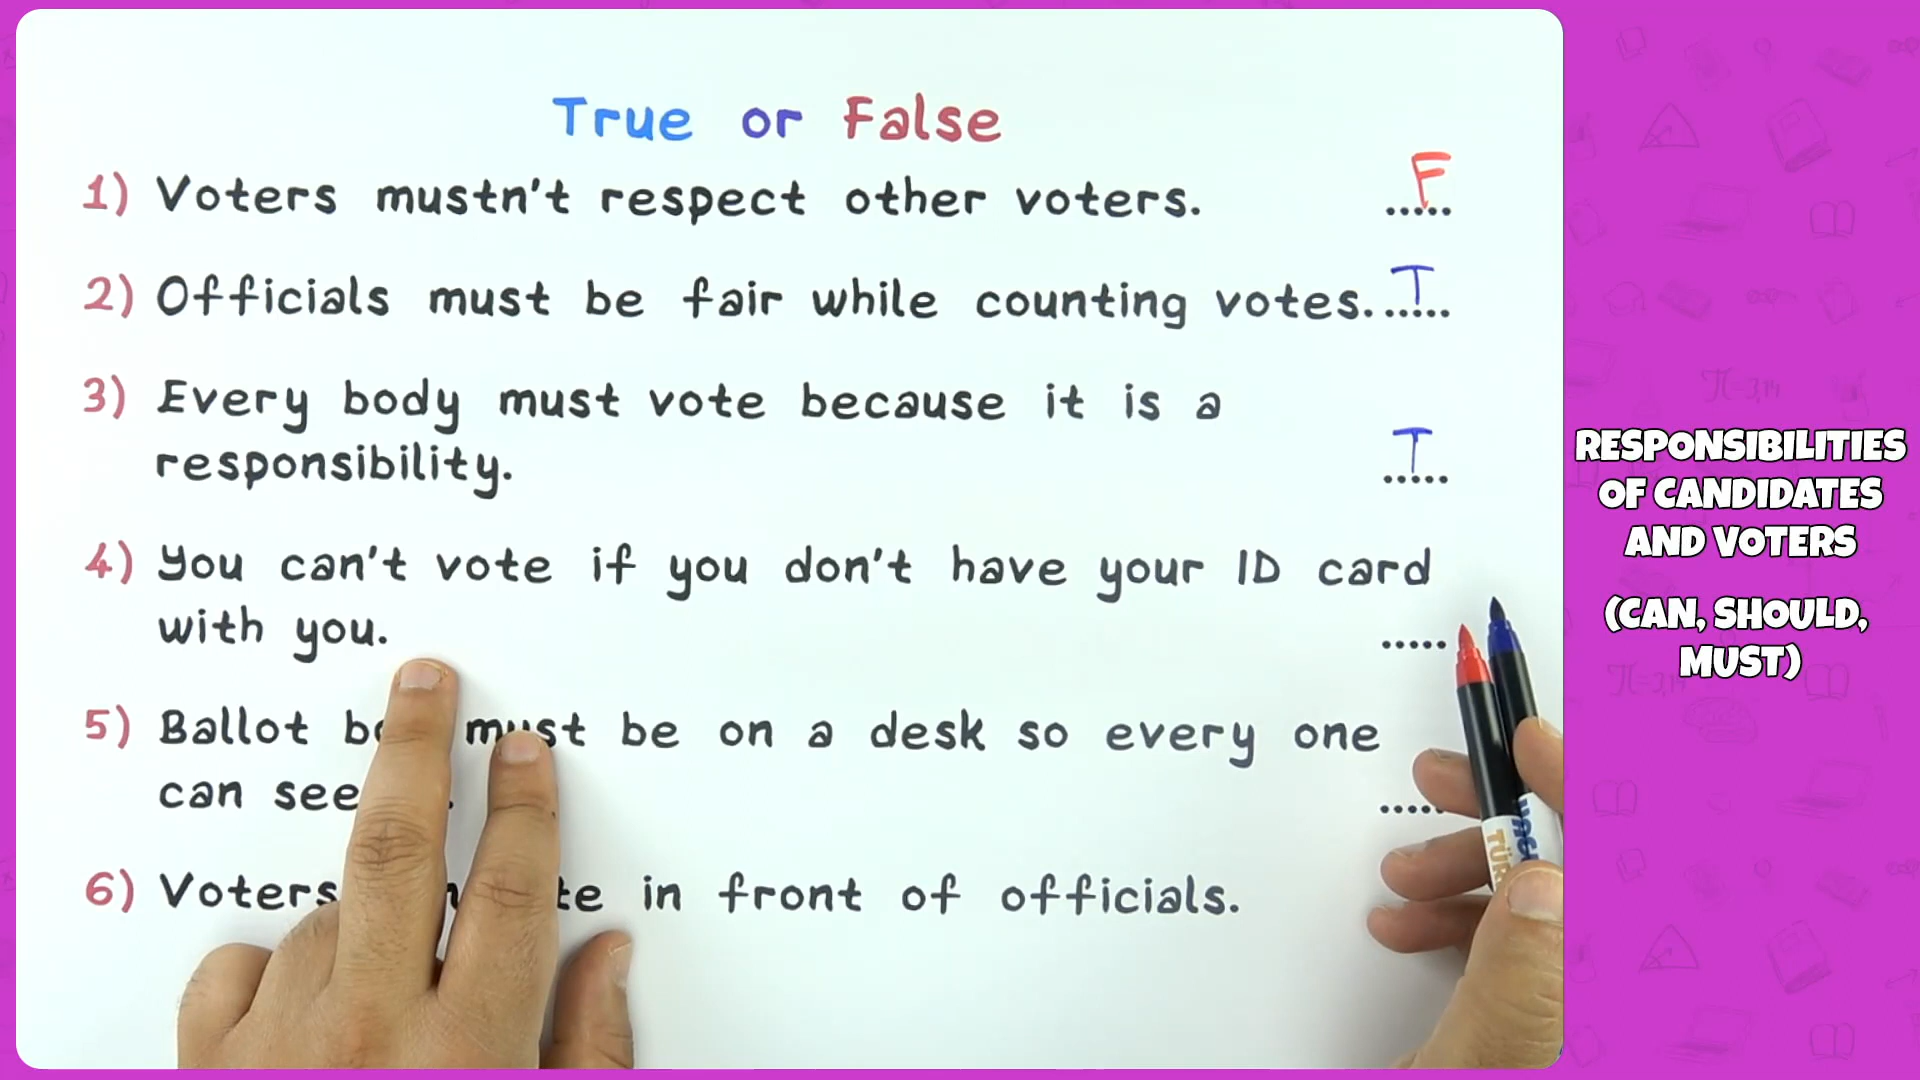 True or False
1) Voters mustn't respect other voters. ..... F
2) Officials must be fair while counting votes. ..... T
3) Every body must vote because it is a
responsibility. ..... T
4) You can't vote if you don't have your ID card
with you. .....
5) Ballot must be on a desk so every one
can see .....
6) Voters in front of officials.
RESPONSIBILITIES
OF CANDIDATES
AND VOTERS
(CAN, SHOULD,
MUST)